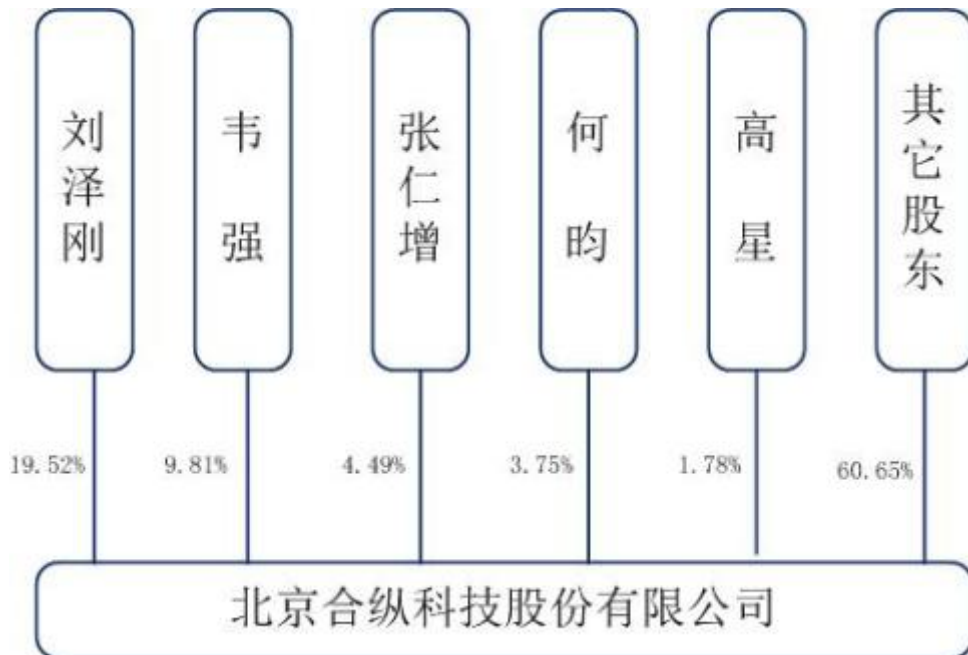 刘泽刚
韦强
张仁增
何昀
高星
其它股东
19.52%
9.81%
4.49%
3.75%
1.78%
60.65%
北京合纵科技股份有限公司